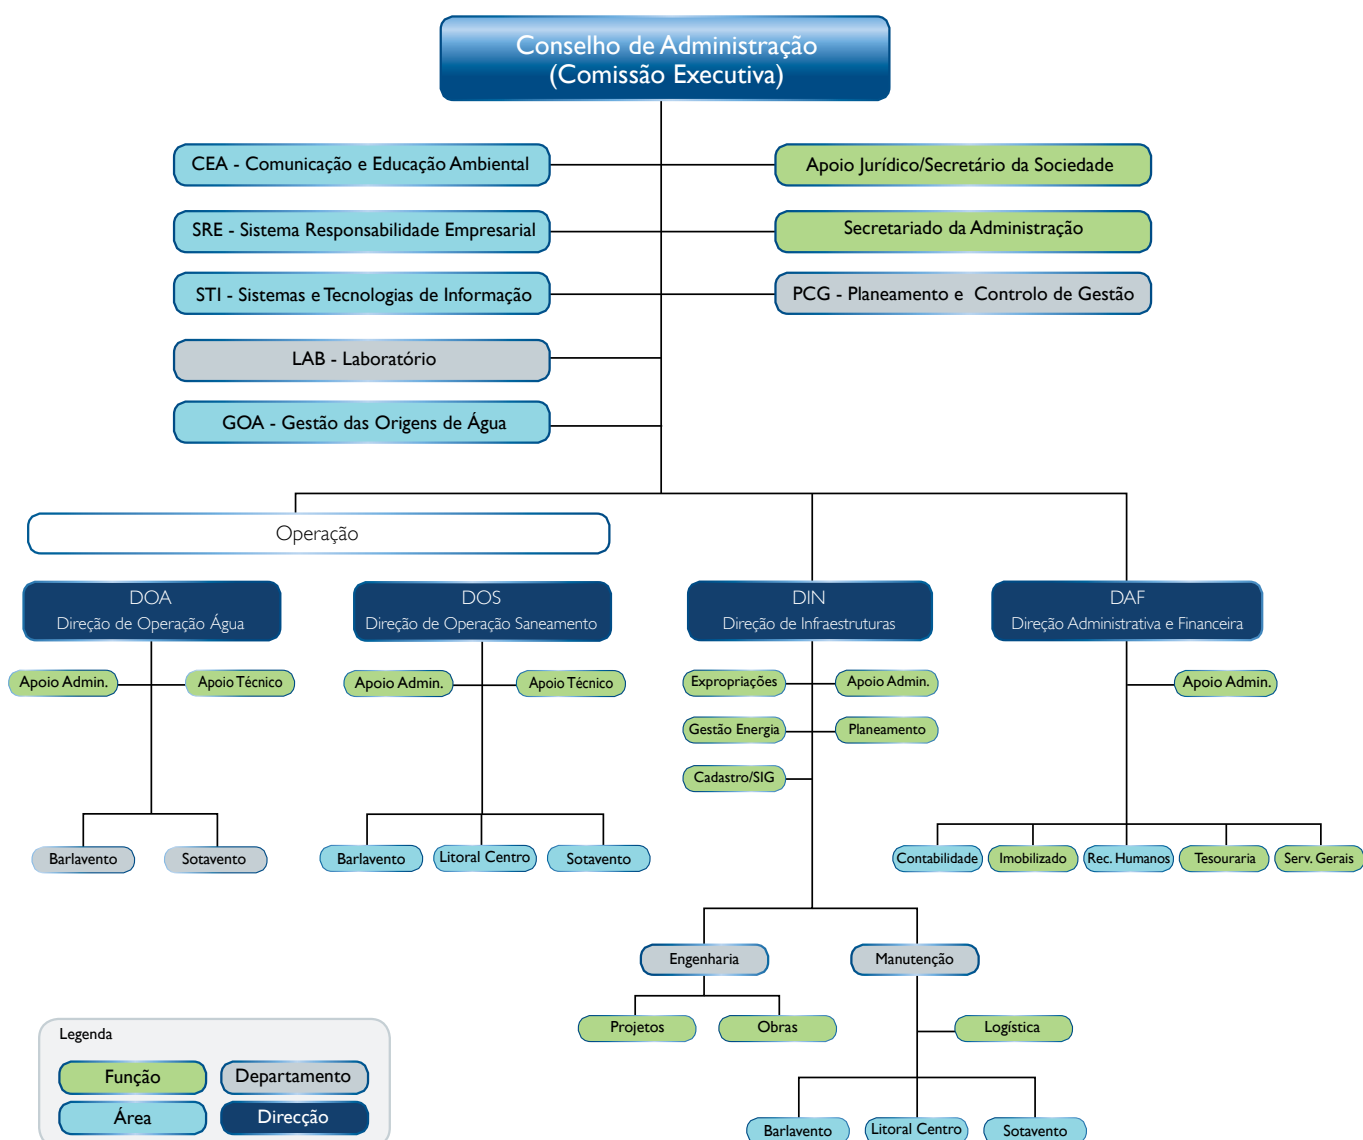 Conselho de Administração
(Comissão Executiva)
CEA - Comunicação e Educação Ambiental
Apoio Jurídico/Secretário da Sociedade
SRE - Sistema Responsabilidade Empresarial
Secretariado da Administração
STI - Sistemas e Tecnologias de Informação
PCG - Planeamento e Controlo de Gestão
LAB - Laboratório
GOA - Gestão das Origens de Água
Operação
DOA
Direção de Operação Água
DOS
Direção de Operação Saneamento
DIN
Direção de Infraestruturas
DAF
Direção Administrativa e Financeira
Apoio Admin.
Apoio Técnico
Apoio Admin.
Apoio Técnico
Expropriações
Apoio Admin.
Apoio Admin.
Gestão Energia
Planeamento
Cadastro/SIG
Barlavento
Sotavento
Barlavento
Litoral Centro
Sotavento
Contabilidade
Imobilizado
Rec. Humanos
Tesouraria
Serv. Gerais
Engenharia
Manutenção
Projetos
Obras
Logística
Barlavento
Litoral Centro
Sotavento
Legenda
Função
Departamento
Área
Direcção